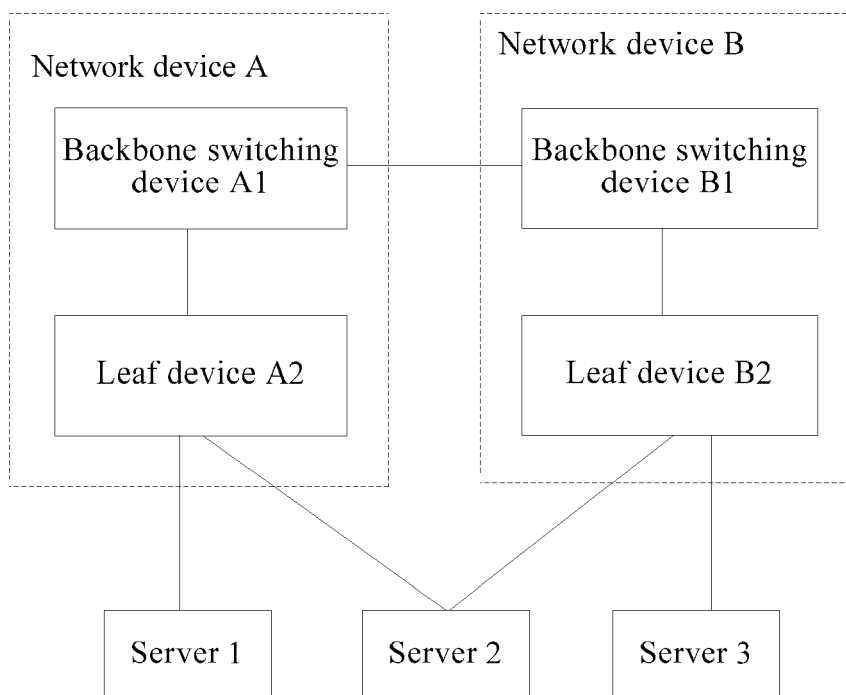 Network device A
Backbone switching
device A1
Leaf device A2
Network device B
Backbone switching
device B1
Leaf device B2
Server 1
Server 2
Server 3